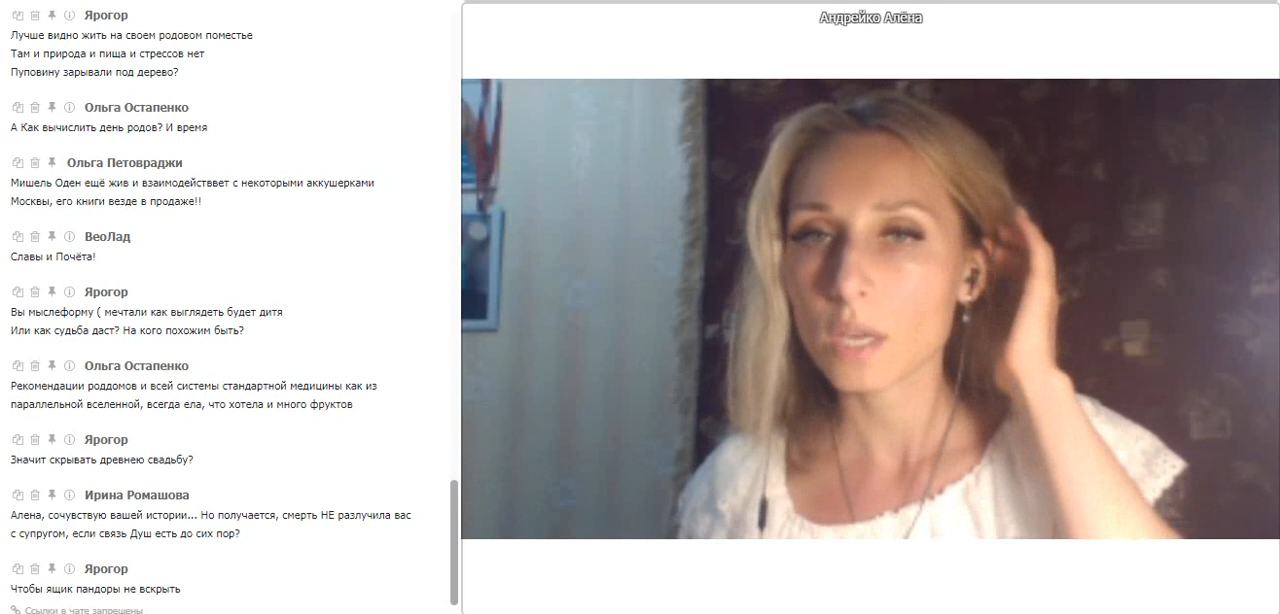 Ярогор
Лучше видно жить на своем родовом поместье
Там и природа и пища и стрессов нет
Пуповину зарывали под дерево?
Ольга Остапенко
А Как вычислить день родов? И время
Ольга Петовраджи
Мишель Оден ещё жив и взаимодействвет с некоторыми аккушерками
Москвы, его книги везде в продаже!!
ВеоЛад
Славы и Почёта!
Ярогор
Вы мыслеформу ( мечтали как выглядеть будет дитя
Или как судьба даст? На кого похожим быть?
Ольга Остапенко
Рекомендации роддомов и всей системы стандартной медицины как из
параллельной вселенной, всегда ела, что хотела и много фруктов
Ярогор
Значит скрывать древнею свадьбу?
Ирина Ромашова
Алена, сочувствую вашей истории... Но получается, смерть НЕ разлучила вас
с супругом, если связь Душ есть до сих пор?
Ярогор
Чтобы ящик пандоры не вскрыть
Ссылки в чате запрещены
Андрейко Алёна